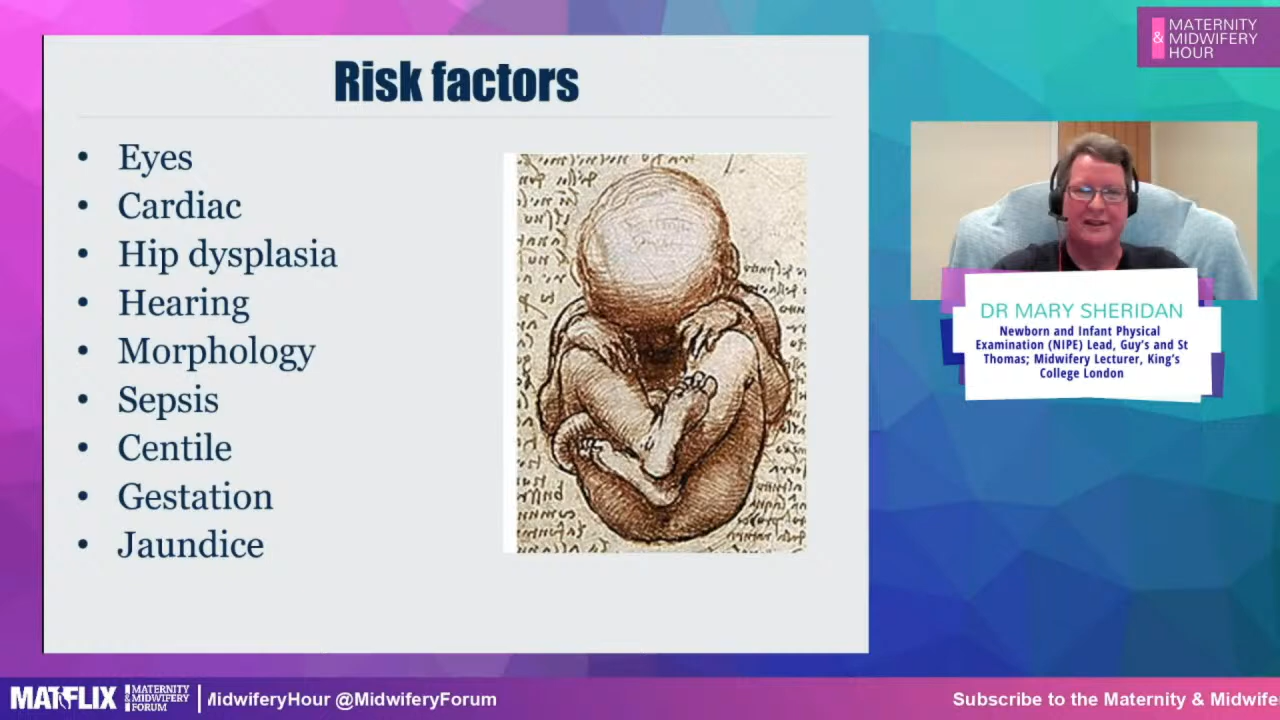 MATERNITY
& MIDWIFERY
HOUR
Risk factors
• Eyes
• Cardiac
• Hip dysplasia
• Hearing
• Morphology
• Sepsis
• Centile
• Gestation
• Jaundice
DR MARY SHERIDAN
Newborn and Infant Physical
Examination (NIPE) Lead, Guy's and St
Thomas; Midwifery Lecturer, King's
College London
MATFLIX
MATERNITY
& MIDWIFERY
FORUM
MidwiferyHour @MidwiferyForum
Subscribe to the Maternity & Midwife